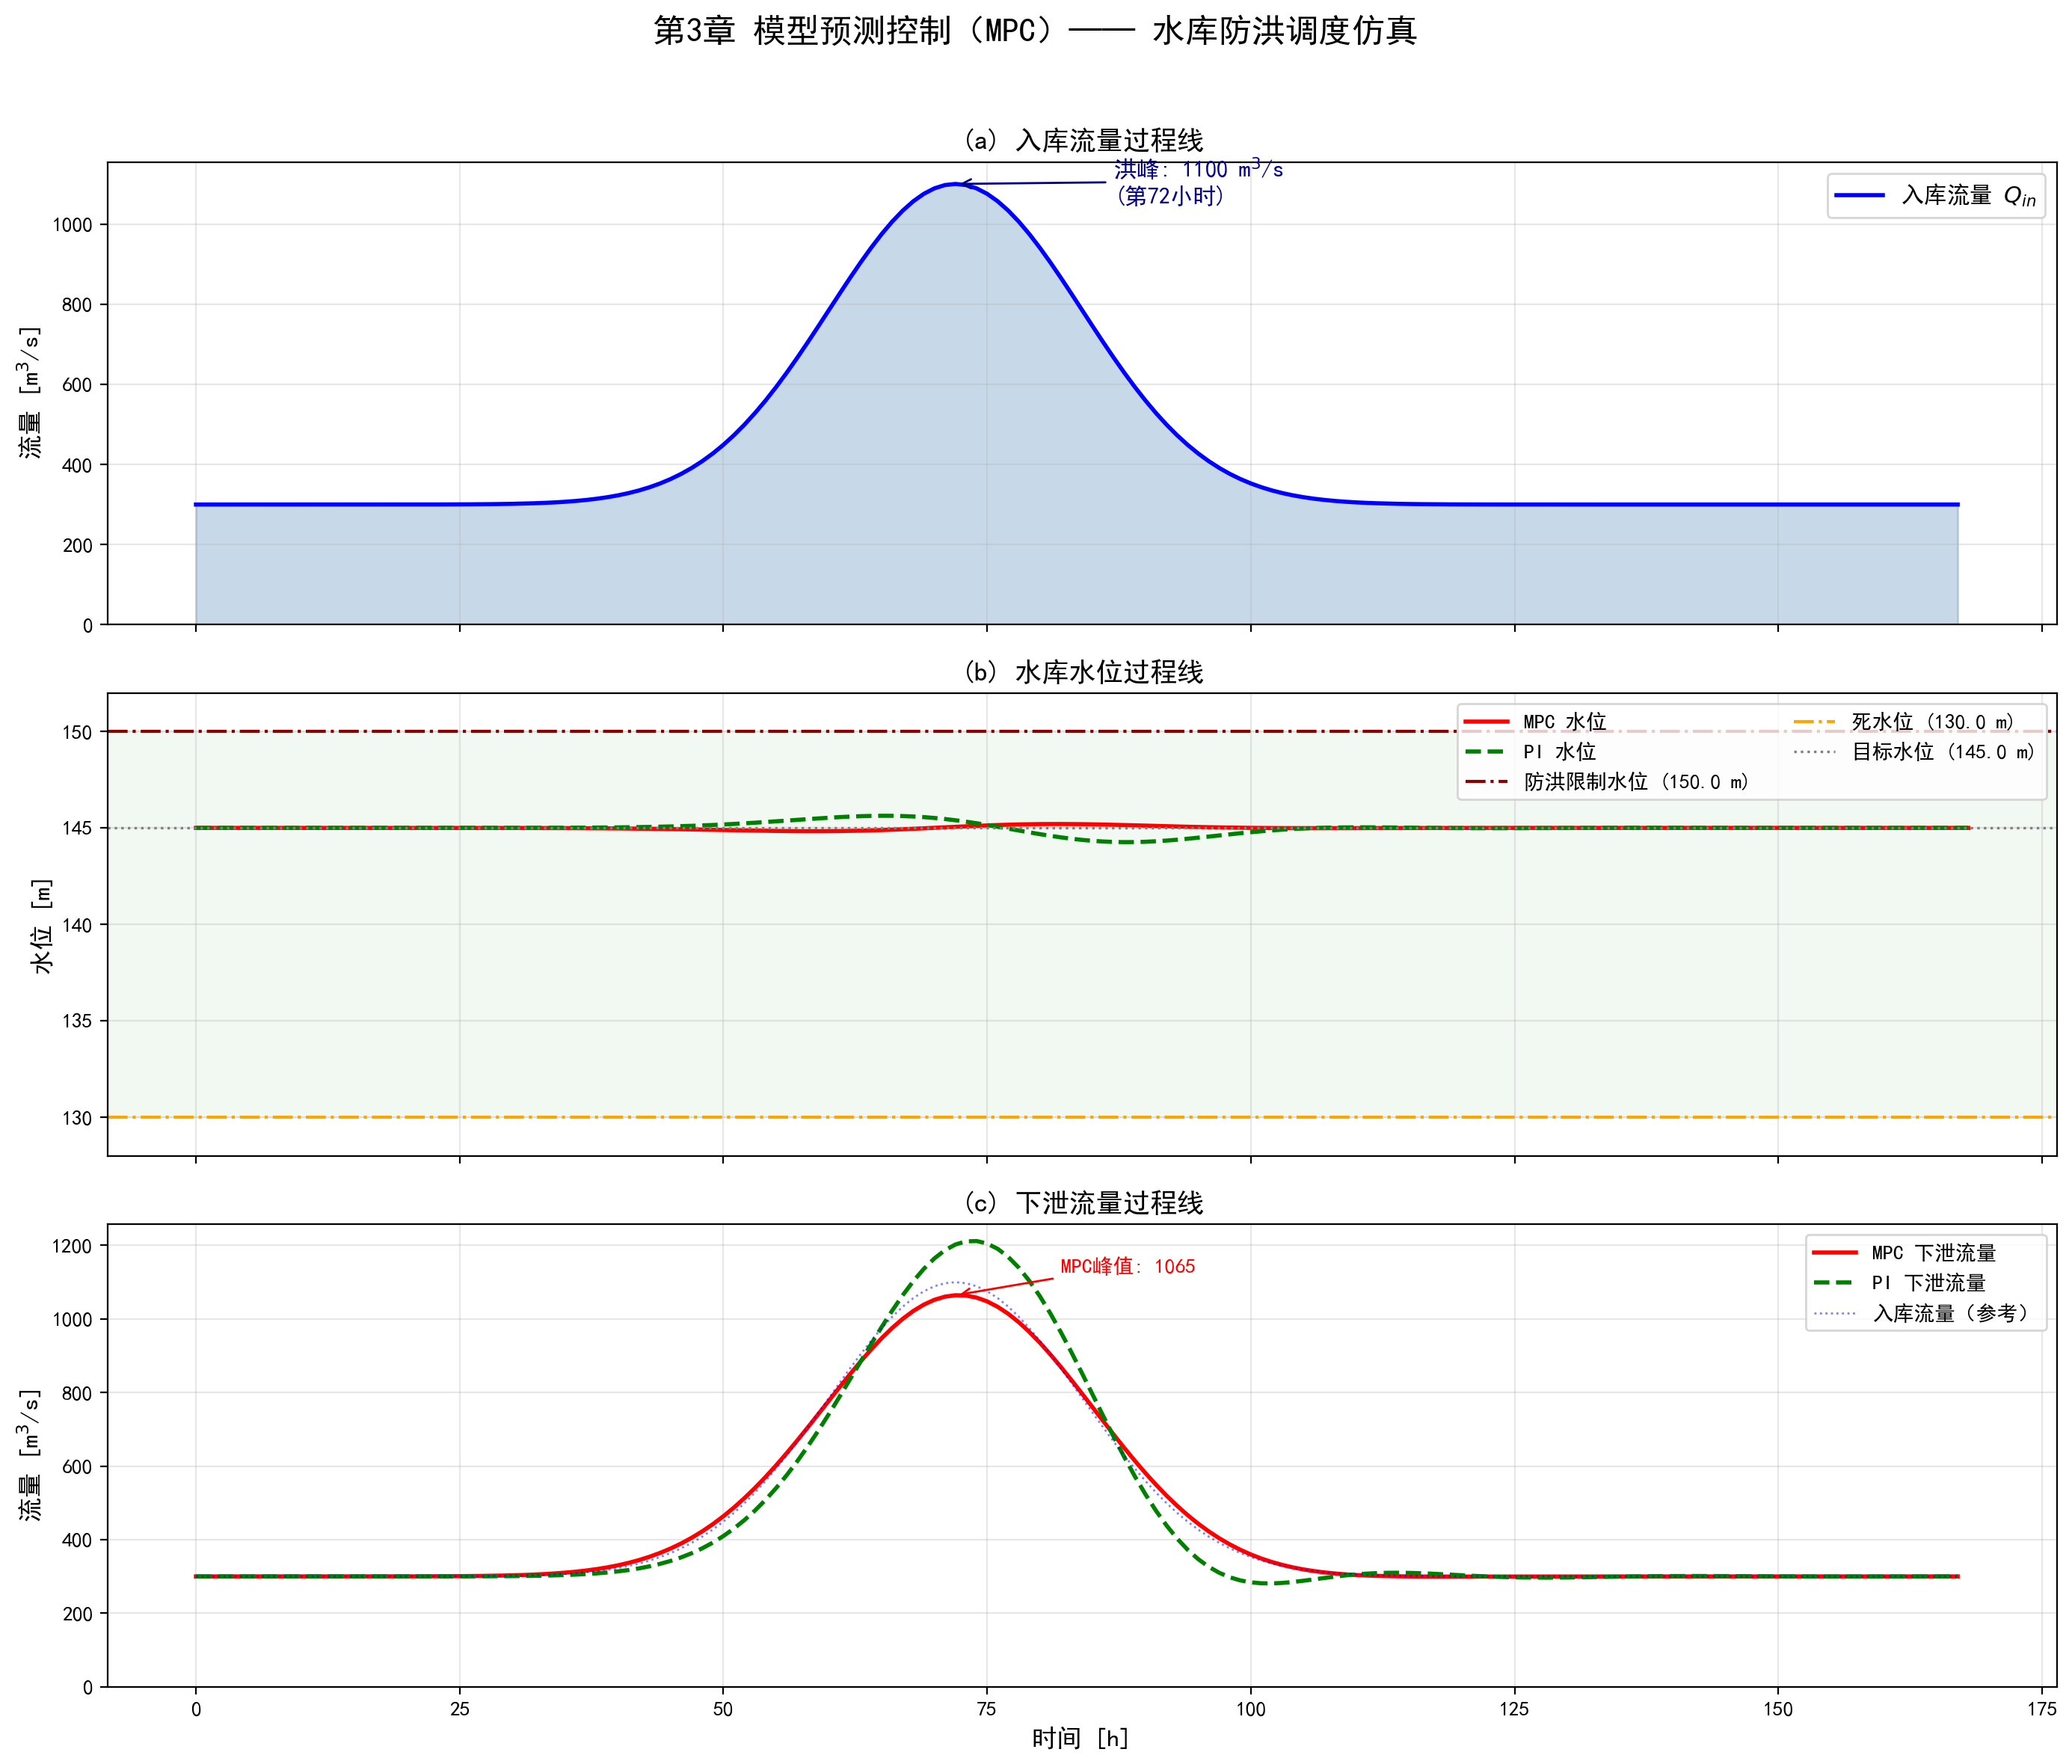 第3章 模型预测控制（MPC）—— 水库防洪调度仿真
(a) 入库流量过程线
洪峰: 1100 m³/s
(第72小时)
入库流量 Q_in
流量 [m³/s]
1000
800
600
400
200
0
(b) 水库水位过程线
MPC 水位
PI 水位
防洪限制水位 (150.0 m)
死水位 (130.0 m)
目标水位 (145.0 m)
水位 [m]
150
145
140
135
130
(c) 下泄流量过程线
MPC峰值: 1065
MPC 下泄流量
PI 下泄流量
入库流量（参考）
流量 [m³/s]
1200
1000
800
600
400
200
0
0 25 50 75 100 125 150 175
时间 [h]